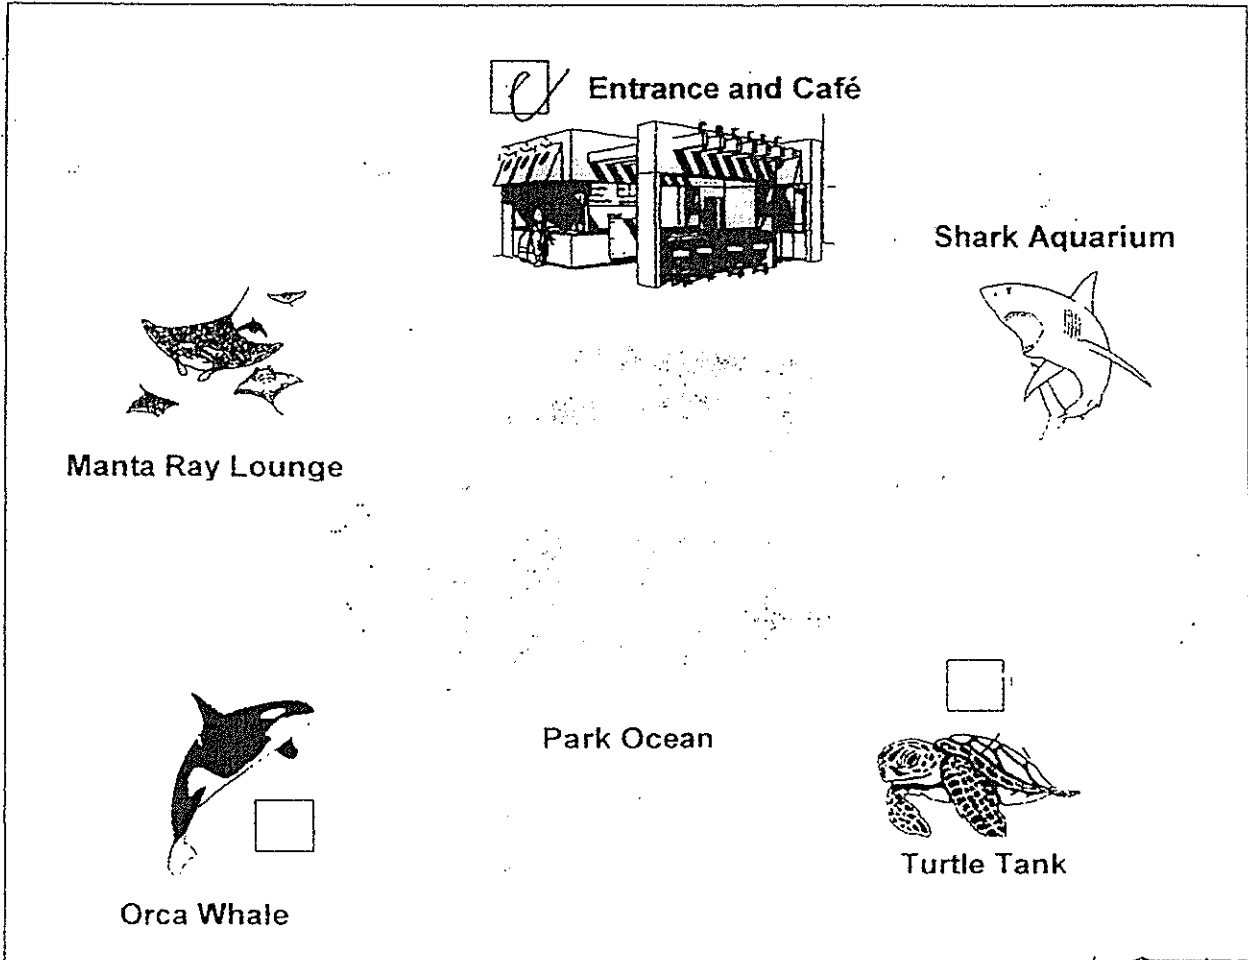 Entrance and Café
Shark Aquarium
Manta Ray Lounge
Park Ocean
Turtle Tank
Orca Whale